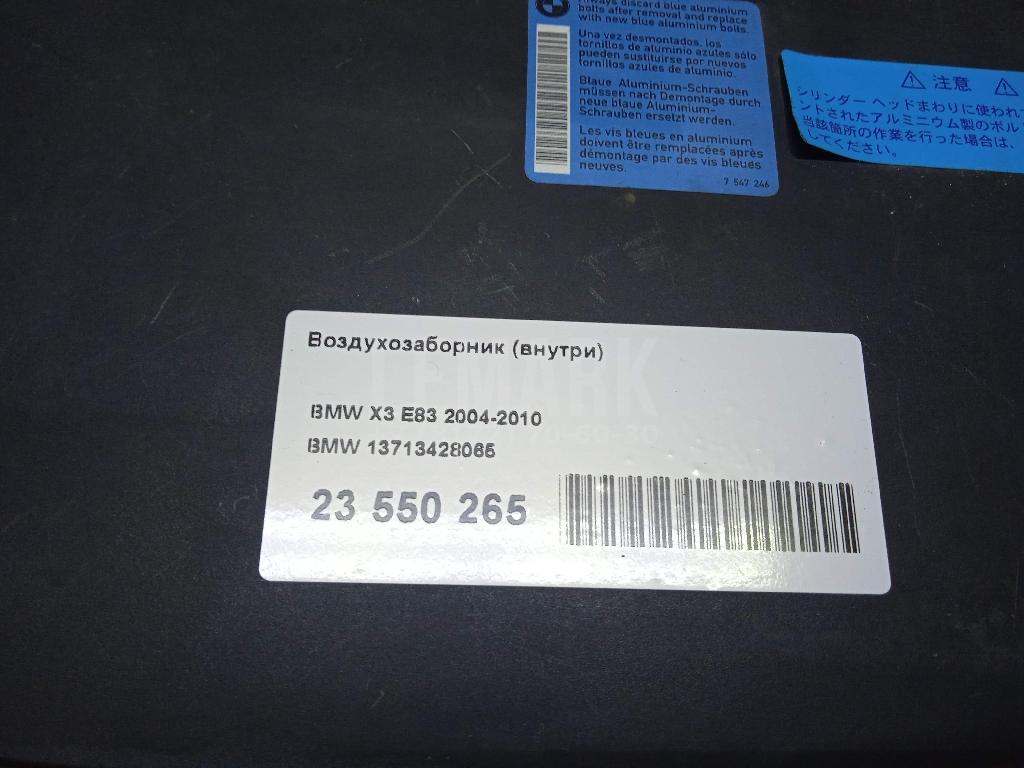 Always discard blue aluminium
bolts after removal and replace
with new blue aluminium bolts.
Una vez desmontados, los
tornillos de aluminio azules sólo
pueden sustituirse por nuevos
tornillos azules de aluminio.
Blaue Aluminium-Schrauben
müssen nach Demontage durch
neue blaue Aluminium-
Schrauben ersetzt werden.
Les vis bleues en aluminium
doivent être remplacées après
démontage par des vis bleues
neuves.
7 547 246
注意
シリンダー ヘッドまわりに使われて
ントされたアルミニウム製のボル
当該箇所の作業を行った場合は、
してください。
Воздухозаборник (внутри)
LEMARK
BMW X3 E83 2004-2010
70-60-30
BMW 13713428065
23 550 265